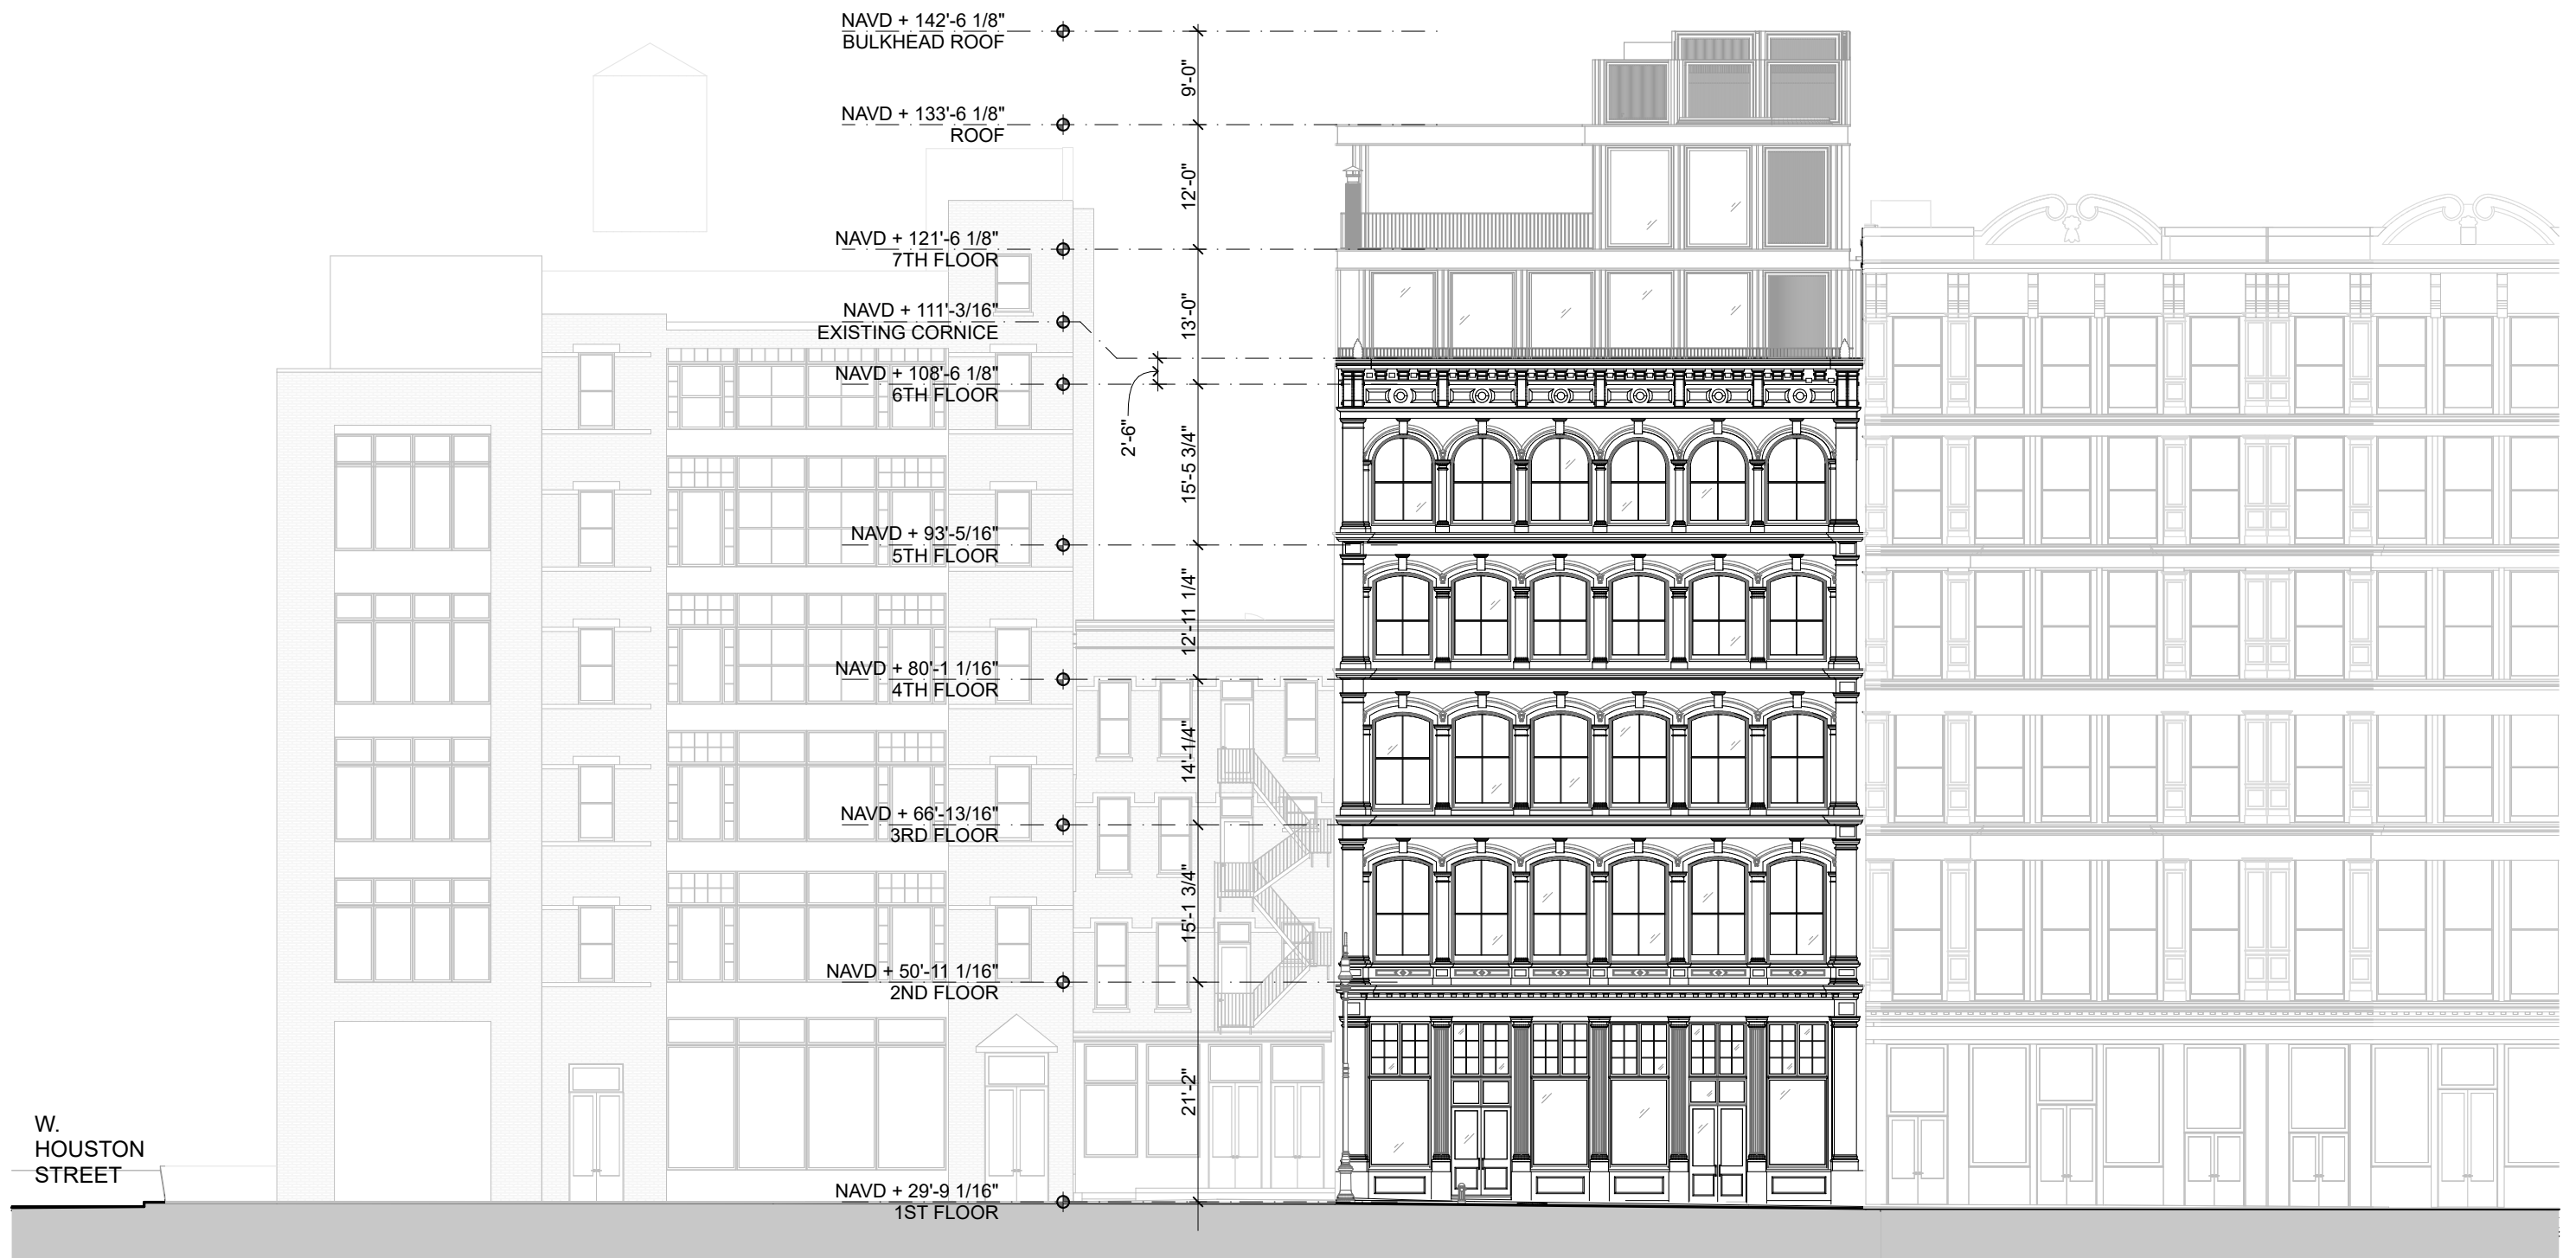 NAVD + 142'-6 1/8"
BULKHEAD ROOF
9'-0"
NAVD + 133'-6 1/8"
ROOF
12'-0"
NAVD + 121'-6 1/8"
7TH FLOOR
13'-0"
NAVD + 111'-3/16"
EXISTING CORNICE
NAVD + 108'-6 1/8"
6TH FLOOR
2'-6"
15'-5 3/4"
NAVD + 93'-5/16"
5TH FLOOR
12'-11 1/4"
NAVD + 80'-1 1/16"
4TH FLOOR
14'-1/4"
NAVD + 66'-13/16"
3RD FLOOR
15'-1 3/4"
NAVD + 50'-11 1/16"
2ND FLOOR
21'-2"
W.
HOUSTON
STREET
NAVD + 29'-9 1/16"
1ST FLOOR